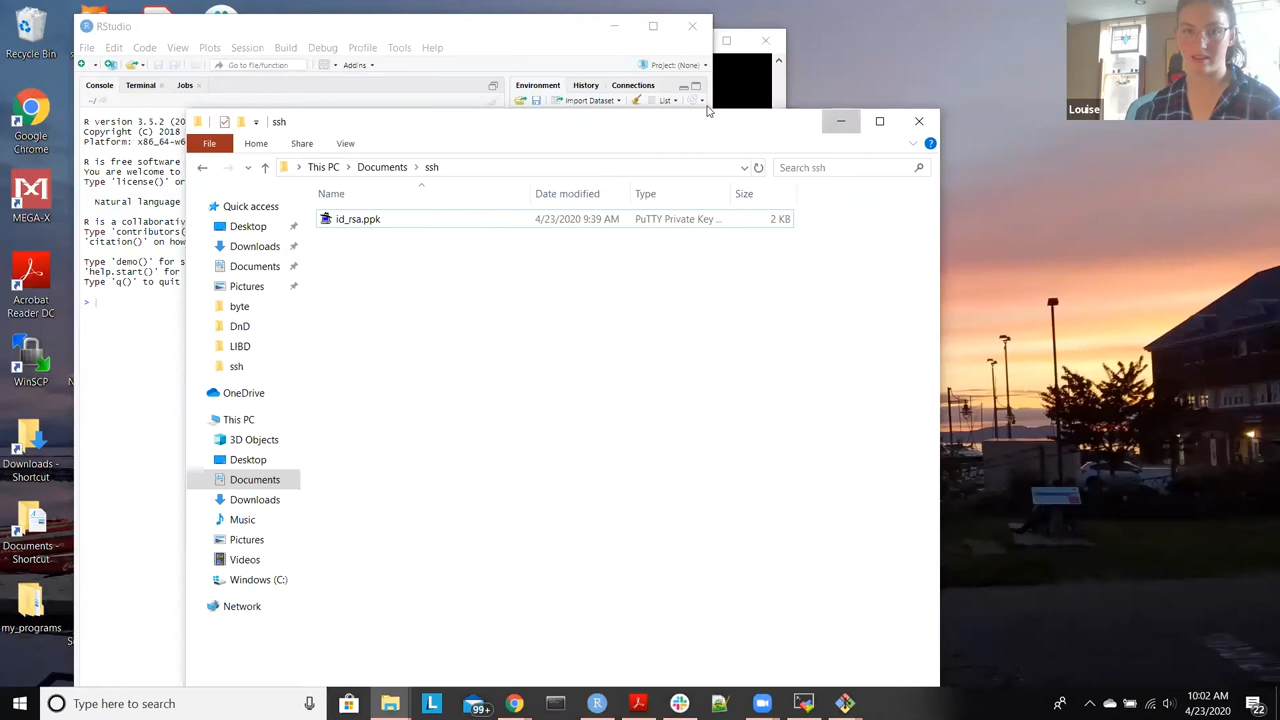 Recycle Bin
Google
Chrome
MEGA-X
Acrobat
Reader DC
WinSCP
Downloads -
Shortcut
Documents -
Shortcut
my_programs
RStudio
File Edit Code View Plots Session Build Debug Profile Tools Help
Go to file/function
Addins
Project: (None)
Console Terminal Jobs
Environment History Connections
~/
Import Dataset
List
R version 3.5.2 (20
Copyright (C) 2018
Platform: x86_64-w6
R is free software
You are welcome to
Type 'license()' or
Natural language
R is a collaborativ
Type 'contributors(
'citation()' on how
Type 'demo()' for s
'help.start()' for
Type 'q()' to quit
>
ssh
File Home Share View
This PC > Documents > ssh
Search ssh
Name Date modified Type Size
id_rsa.ppk 4/23/2020 9:39 AM PuTTY Private Key ... 2 KB
Quick access
Desktop
Downloads
Documents
Pictures
byte
DnD
LIBD
ssh
OneDrive
This PC
3D Objects
Desktop
Documents
Downloads
Music
Pictures
Videos
Windows (C:)
Network
Louise
Type here to search
L
99+
10:02 AM
4/23/2020
22